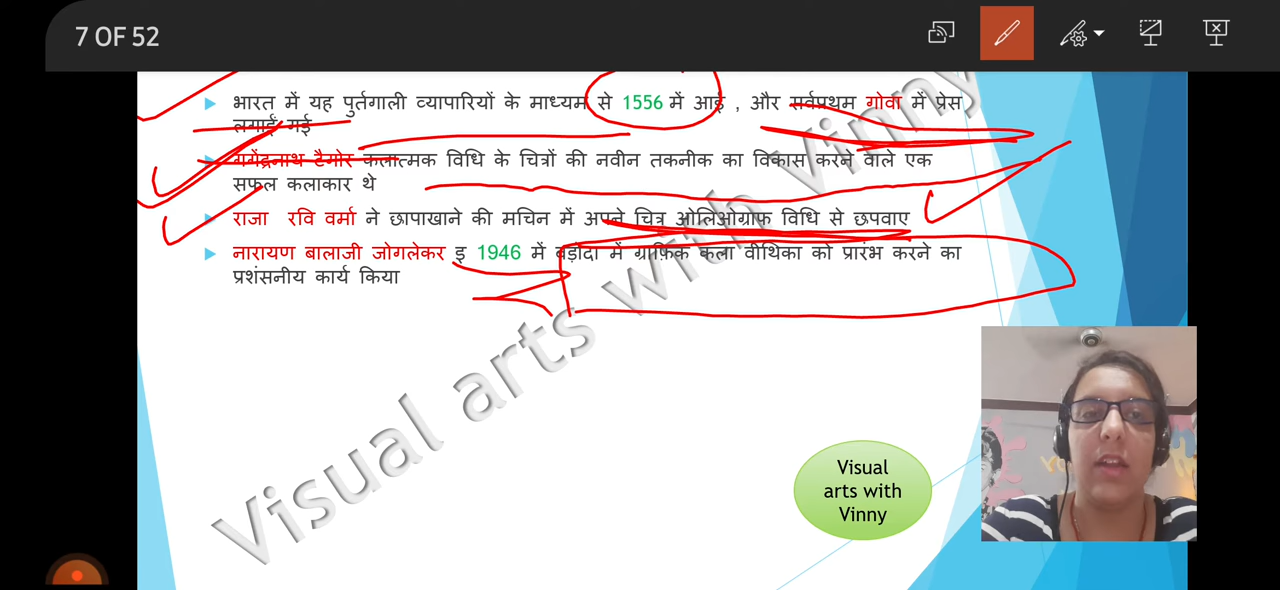 7 OF 52
भारत में यह पुर्तगाली व्यापारियों के माध्यम से 1556 में आइ , और सर्वप्रथम गोवा में प्रेस
लगाई गई
गगेंद्रनाथ टैगोर कलात्मक विधि के चित्रों की नवीन तकनीक का विकास करने वाले एक
सफल कलाकार थे
राजा रवि वर्मा ने छापाखाने की मचिन में अपने चित्र ओलिओग्राफ विधि से छपवाए
नारायण बालाजी जोगलेकर इ 1946 में बड़ोदा में ग्राफ़िक कला वीथिका को प्रारंभ करने का
प्रशंसनीय कार्य किया
Visual arts with Vinny
Visual
arts with
Vinny